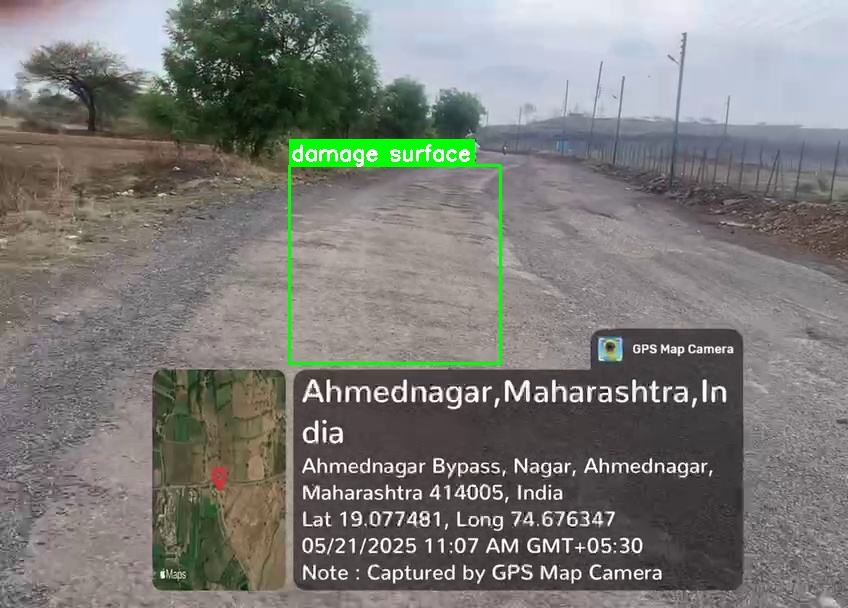 damage surface
GPS Map Camera
Ahmednagar,Maharashtra,In
dia
Ahmednagar Bypass, Nagar, Ahmednagar,
Maharashtra 414005, India
Lat 19.077481, Long 74.676347
05/21/2025 11:07 AM GMT+05:30
Note : Captured by GPS Map Camera
Maps